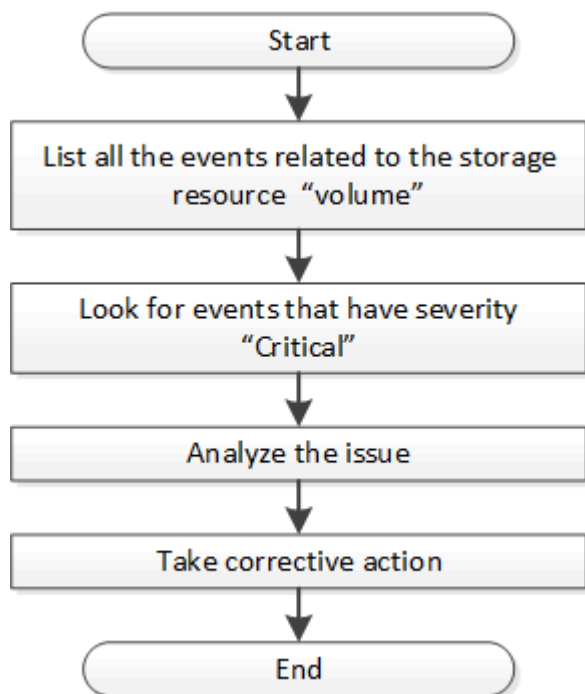 Start
List all the events related to the storage
resource “volume”
Look for events that have severity
“Critical”
Analyze the issue
Take corrective action
End